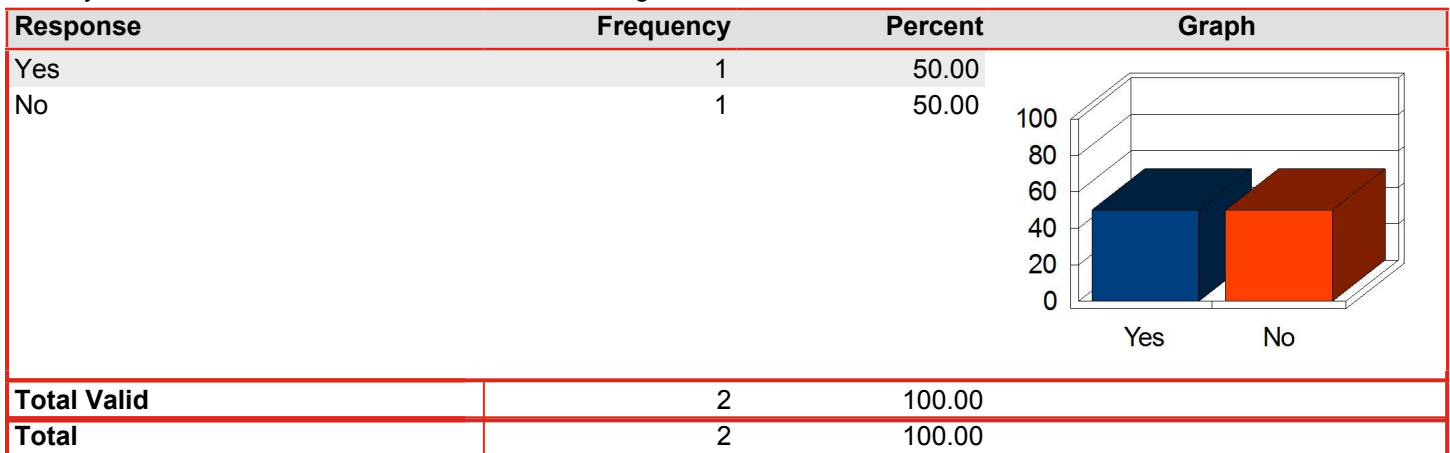 Response Frequency Percent Graph
Yes 1 50.00
No 1 50.00
100
80
60
40
20
0
Yes No
Total Valid 2 100.00
Total 2 100.00